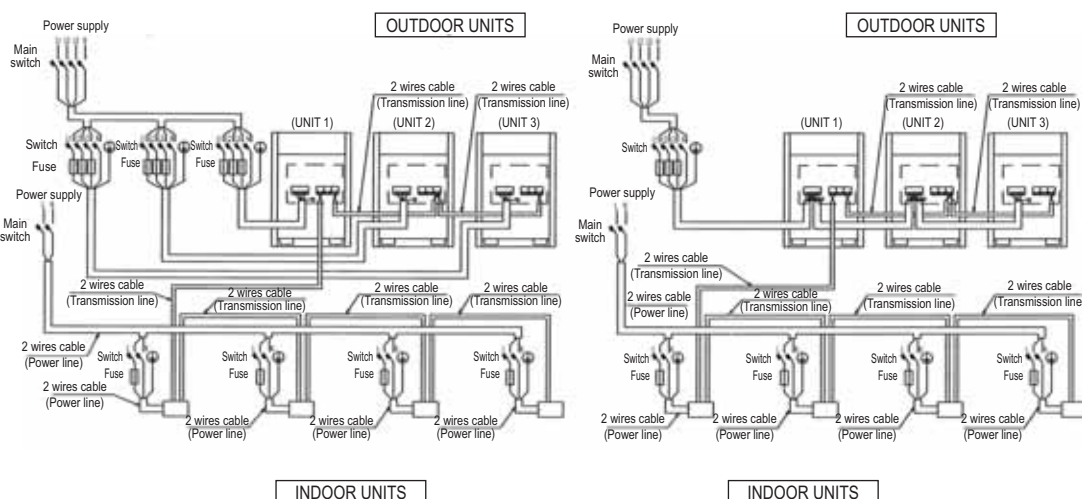 OUTDOOR UNITS
Power supply
Main
switch
2 wires cable
(Transmission line)
2 wires cable
(Transmission line)
(UNIT 1)
(UNIT 2)
(UNIT 3)
Switch
Switch
Switch
Fuse
Fuse
Fuse
Power supply
Main
switch
2 wires cable
(Transmission line)
2 wires cable
(Transmission line)
2 wires cable
(Transmission line)
2 wires cable
(Transmission line)
2 wires cable
(Power line)
Switch
Fuse
Switch
Fuse
Switch
Fuse
Switch
Fuse
2 wires cable
(Power line)
2 wires cable
(Power line)
2 wires cable
(Power line)
2 wires cable
(Power line)
INDOOR UNITS
OUTDOOR UNITS
Power supply
Main
switch
2 wires cable
(Transmission line)
2 wires cable
(Transmission line)
(UNIT 1)
(UNIT 2)
(UNIT 3)
Switch
Power supply
Main
switch
2 wires cable
(Transmission line)
2 wires cable
(Power line)
2 wires cable
(Transmission line)
2 wires cable
(Transmission line)
2 wires cable
(Transmission line)
Switch
Fuse
Switch
Fuse
Switch
Fuse
Switch
Fuse
2 wires cable
(Power line)
2 wires cable
(Power line)
2 wires cable
(Power line)
2 wires cable
(Power line)
INDOOR UNITS